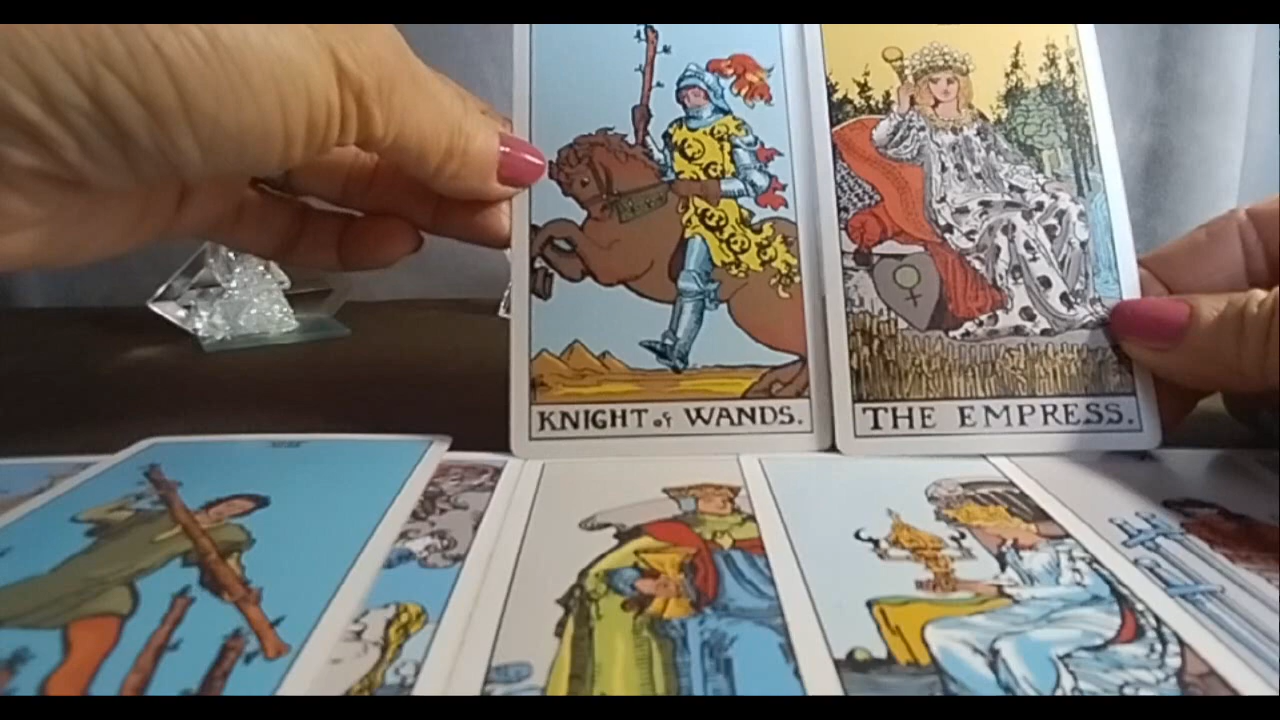 KNIGHT of WANDS.
THE EMPRESS.